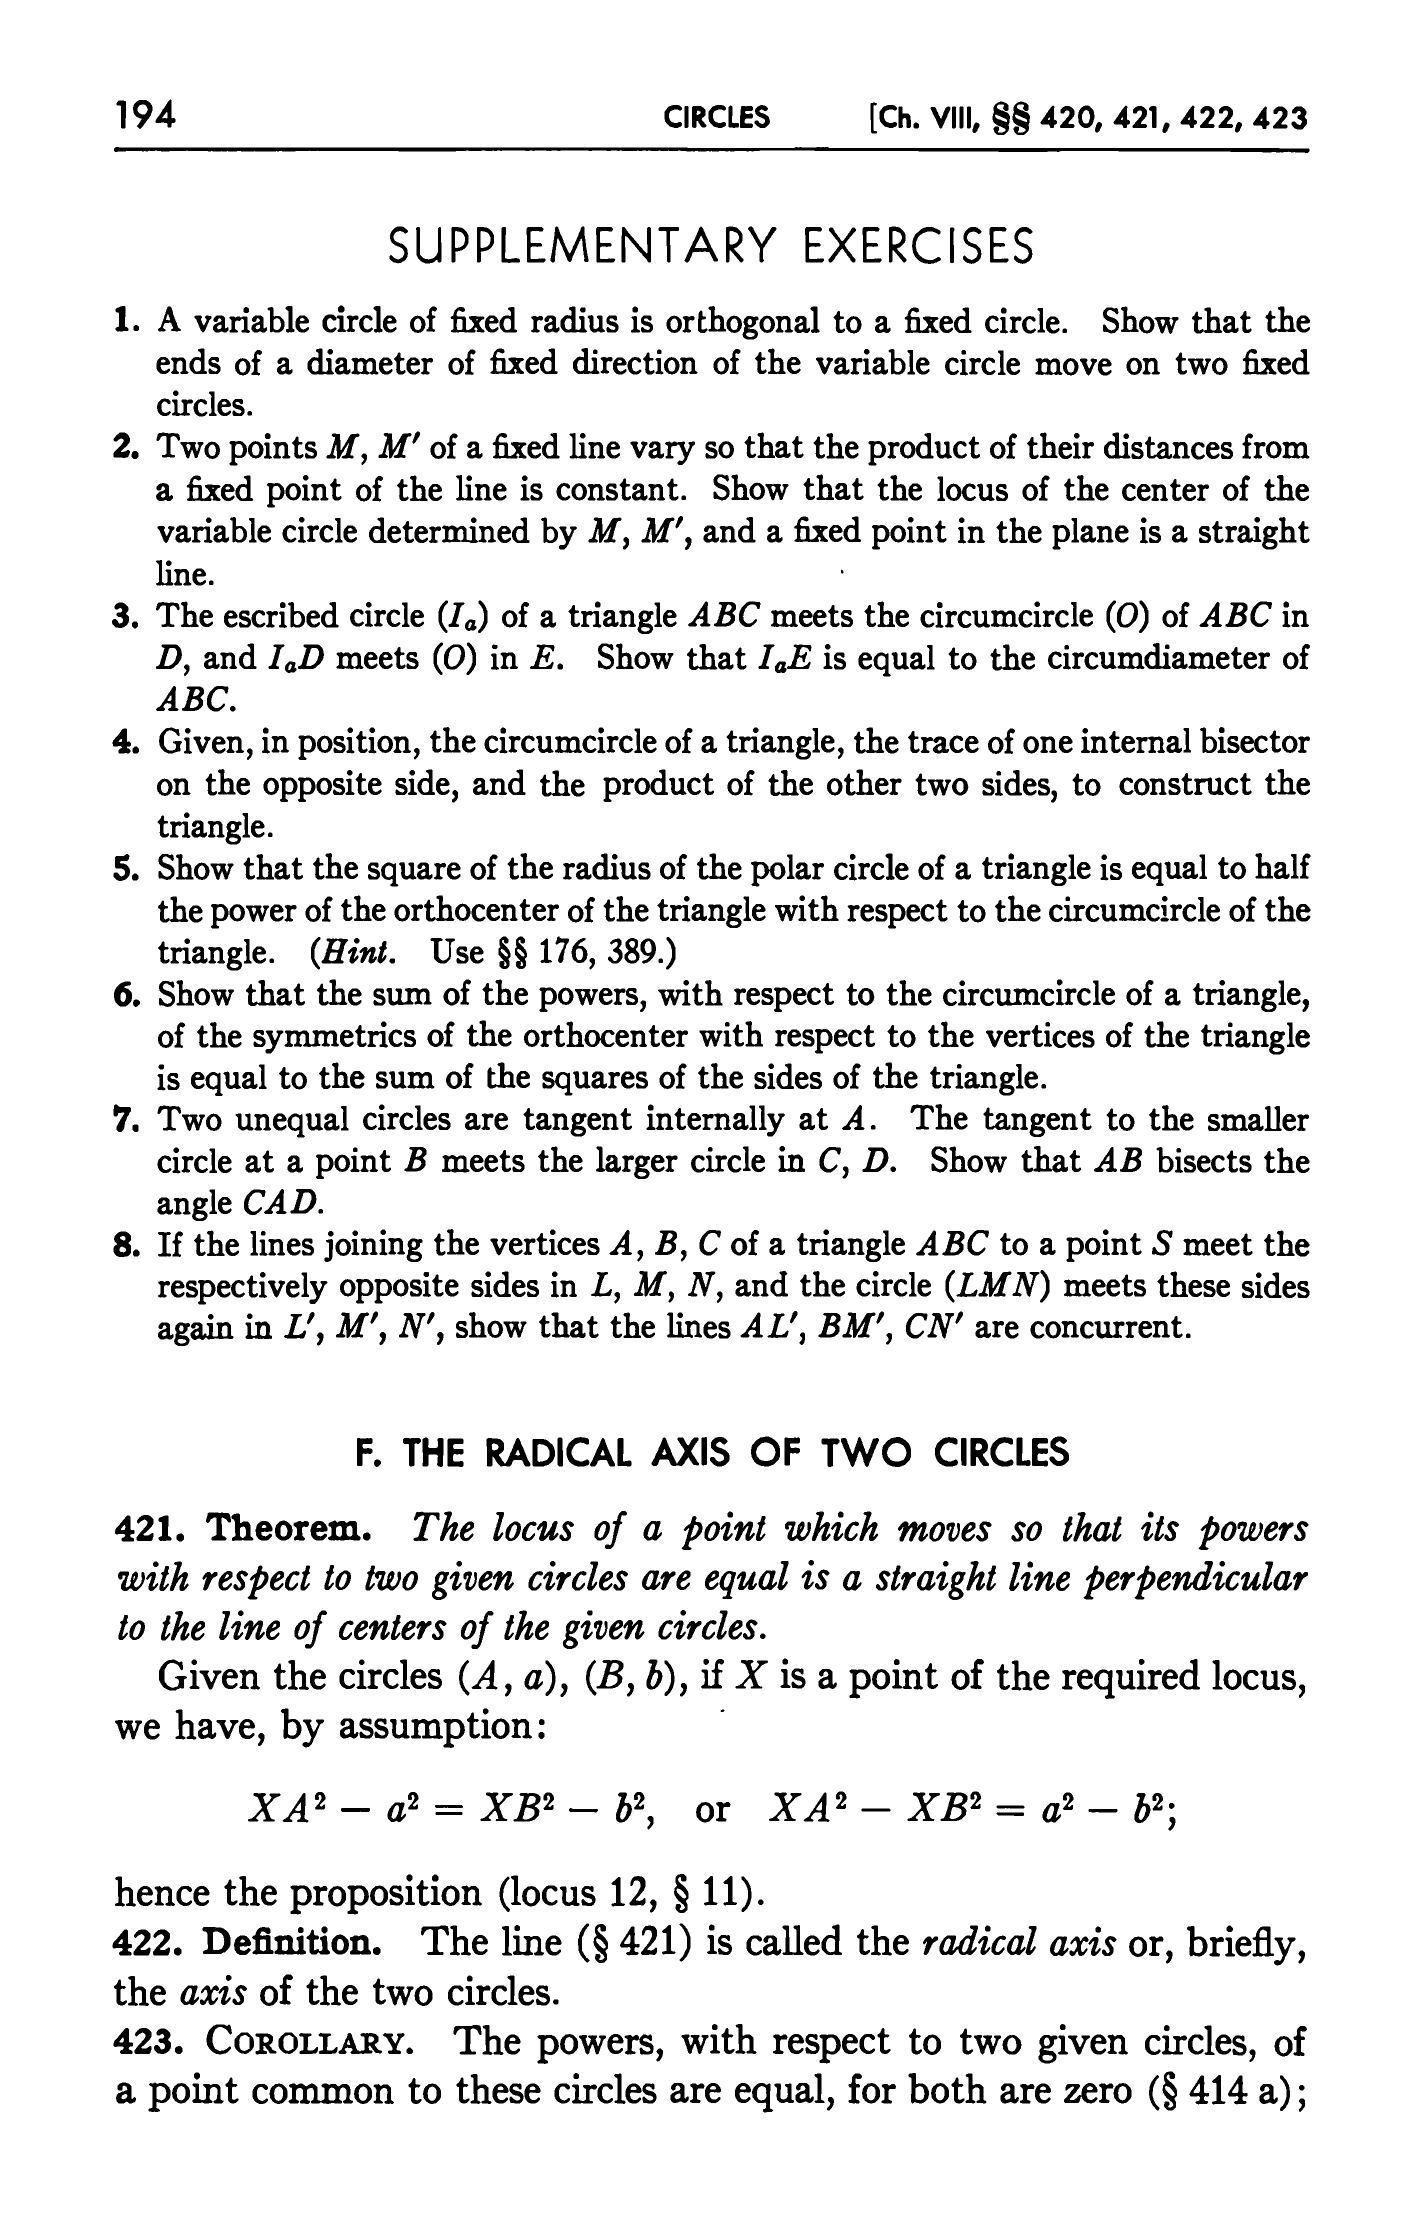 194 CIRCLES [Ch. VIII, §§ 420, 421, 422, 423
SUPPLEMENTARY EXERCISES
1. A variable circle of fixed radius is orthogonal to a fixed circle. Show that the
ends of a diameter of fixed direction of the variable circle move on two fixed
circles.
2. Two points M, M' of a fixed line vary so that the product of their distances from
a fixed point of the line is constant. Show that the locus of the center of the
variable circle determined by M, M', and a fixed point in the plane is a straight
line.
3. The escribed circle (Iₐ) of a triangle ABC meets the circumcircle (O) of ABC in
D, and IₐD meets (O) in E. Show that IₐE is equal to the circumdiameter of
ABC.
4. Given, in position, the circumcircle of a triangle, the trace of one internal bisector
on the opposite side, and the product of the other two sides, to construct the
triangle.
5. Show that the square of the radius of the polar circle of a triangle is equal to half
the power of the orthocenter of the triangle with respect to the circumcircle of the
triangle. (Hint. Use §§ 176, 389.)
6. Show that the sum of the powers, with respect to the circumcircle of a triangle,
of the symmetrics of the orthocenter with respect to the vertices of the triangle
is equal to the sum of the squares of the sides of the triangle.
7. Two unequal circles are tangent internally at A. The tangent to the smaller
circle at a point B meets the larger circle in C, D. Show that AB bisects the
angle CAD.
8. If the lines joining the vertices A, B, C of a triangle ABC to a point S meet the
respectively opposite sides in L, M, N, and the circle (LMN) meets these sides
again in L', M', N', show that the lines AL', BM', CN' are concurrent.
F. THE RADICAL AXIS OF TWO CIRCLES
421. Theorem. The locus of a point which moves so that its powers
with respect to two given circles are equal is a straight line perpendicular
to the line of centers of the given circles.
Given the circles (A, a), (B, b), if X is a point of the required locus,
we have, by assumption:
XA² − a² = XB² − b², or XA² − XB² = a² − b²;
hence the proposition (locus 12, § 11).
422. Definition. The line (§ 421) is called the radical axis or, briefly,
the axis of the two circles.
423. COROLLARY. The powers, with respect to two given circles, of
a point common to these circles are equal, for both are zero (§ 414 a);